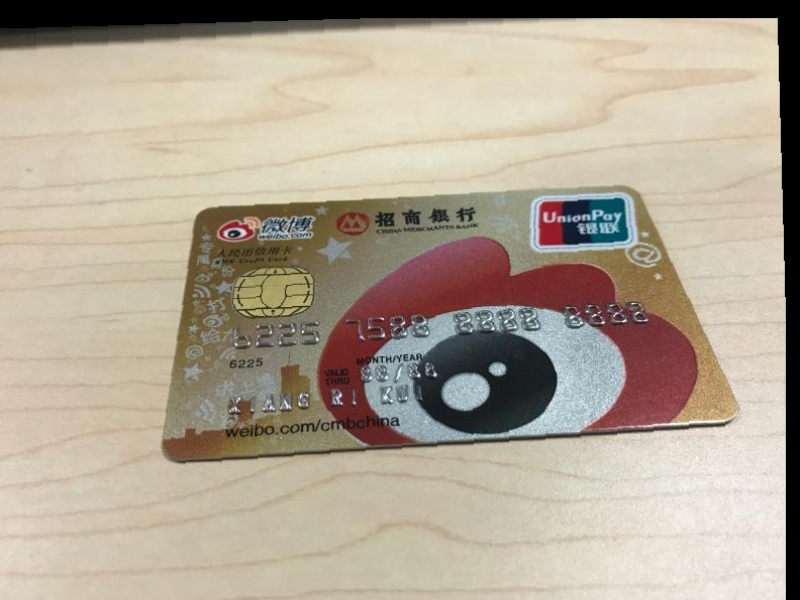 微博 招商銀行 UnionPay
weibo.com CHINA MERCHANTS BANK 银联
人民币信用卡
RMB Credit Card
@
6225 7588 8888 8888
6225
MONTH/YEAR
VALID THRU 88/88
XIANG RI KUI
weibo.com/cmbchina